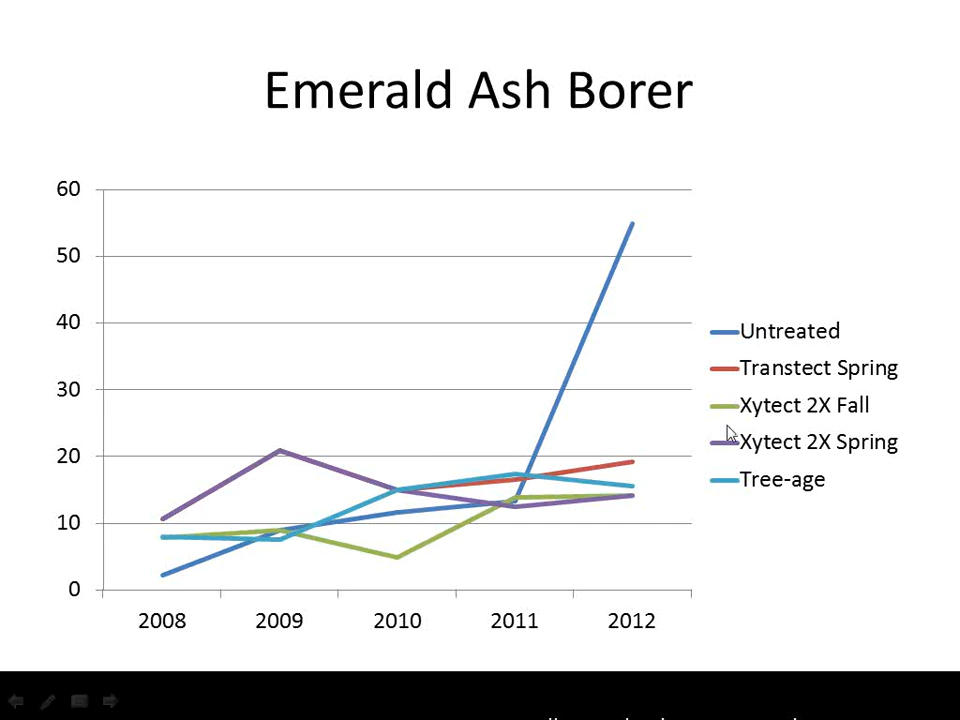 Emerald Ash Borer
60
50
40
30
20
10
0
2008 2009 2010 2011 2012
Untreated
Transtect Spring
Xytect 2X Fall
Xytect 2X Spring
Tree-age